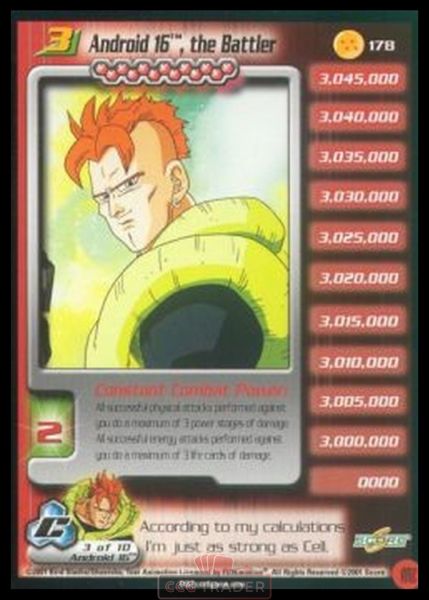 3 Android 16™, the Battler 178
3,045,000
3,040,000
3,035,000
3,030,000
3,025,000
3,020,000
3,015,000
3,010,000
3,005,000
3,000,000
0000
Constant Combat Power
All successful physical attacks performed against
you do a maximum of 3 power stages of damage
All successful energy attacks performed against
you do a maximum of 3 life cards of damage.
2
According to my calculations
I'm just as strong as Cell.
SCORE
3 of 10
Android 16™
TRADER